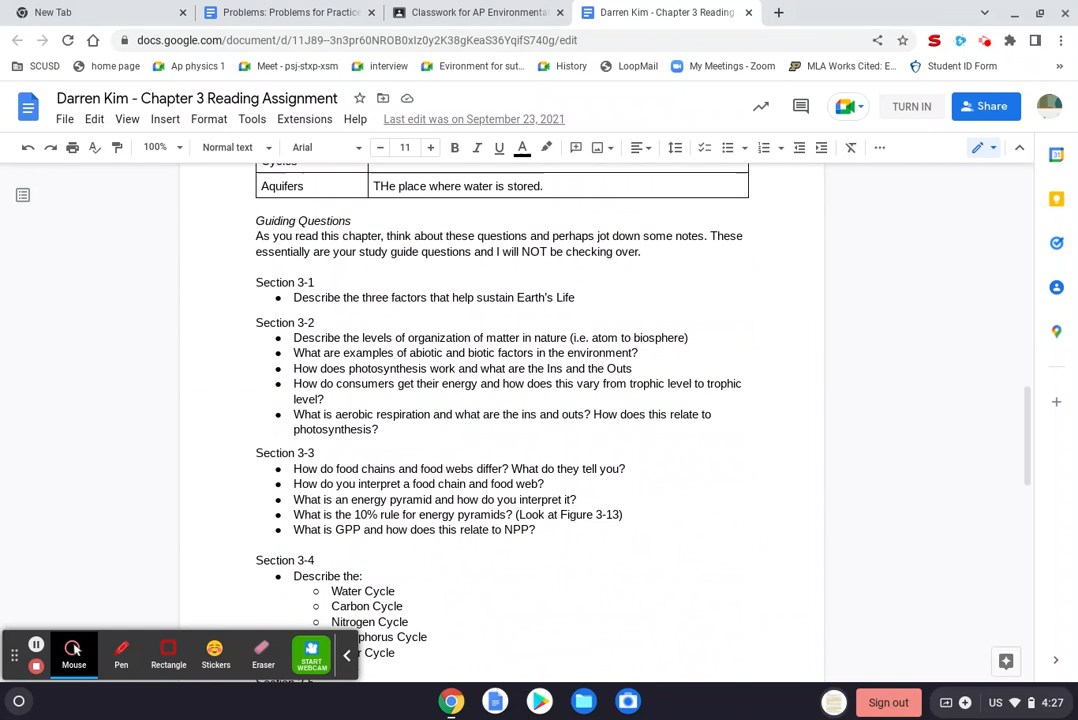 New Tab
Problems: Problems for Practice
Classwork for AP Environmental
Darren Kim - Chapter 3 Reading
docs.google.com/document/d/11J89--3n3pr60NROB0xIz0y2K38gKeaS36YqifS740g/edit
SCUSD
home page
Ap physics 1
Meet - psj-stxp-xsm
interview
Evironment for sut...
History
LoopMail
My Meetings - Zoom
MLA Works Cited: E...
Student ID Form
Darren Kim - Chapter 3 Reading Assignment
TURN IN
Share
File Edit View Insert Format Tools Extensions Help Last edit was on September 23, 2021
100% Normal text Arial 11
Cycles
Aquifers THe place where water is stored.
Guiding Questions
As you read this chapter, think about these questions and perhaps jot down some notes. These
essentially are your study guide questions and I will NOT be checking over.
Section 3-1
● Describe the three factors that help sustain Earth's Life
Section 3-2
● Describe the levels of organization of matter in nature (i.e. atom to biosphere)
● What are examples of abiotic and biotic factors in the environment?
● How does photosynthesis work and what are the Ins and the Outs
● How do consumers get their energy and how does this vary from trophic level to trophic
level?
● What is aerobic respiration and what are the ins and outs? How does this relate to
photosynthesis?
Section 3-3
● How do food chains and food webs differ? What do they tell you?
● How do you interpret a food chain and food web?
● What is an energy pyramid and how do you interpret it?
● What is the 10% rule for energy pyramids? (Look at Figure 3-13)
● What is GPP and how does this relate to NPP?
Section 3-4
● Describe the:
○ Water Cycle
○ Carbon Cycle
○ Nitrogen Cycle
Cycle
Cycle
Mouse
Pen
Rectangle
Stickers
Eraser
START
WEBCAM
Sign out
US
4:27